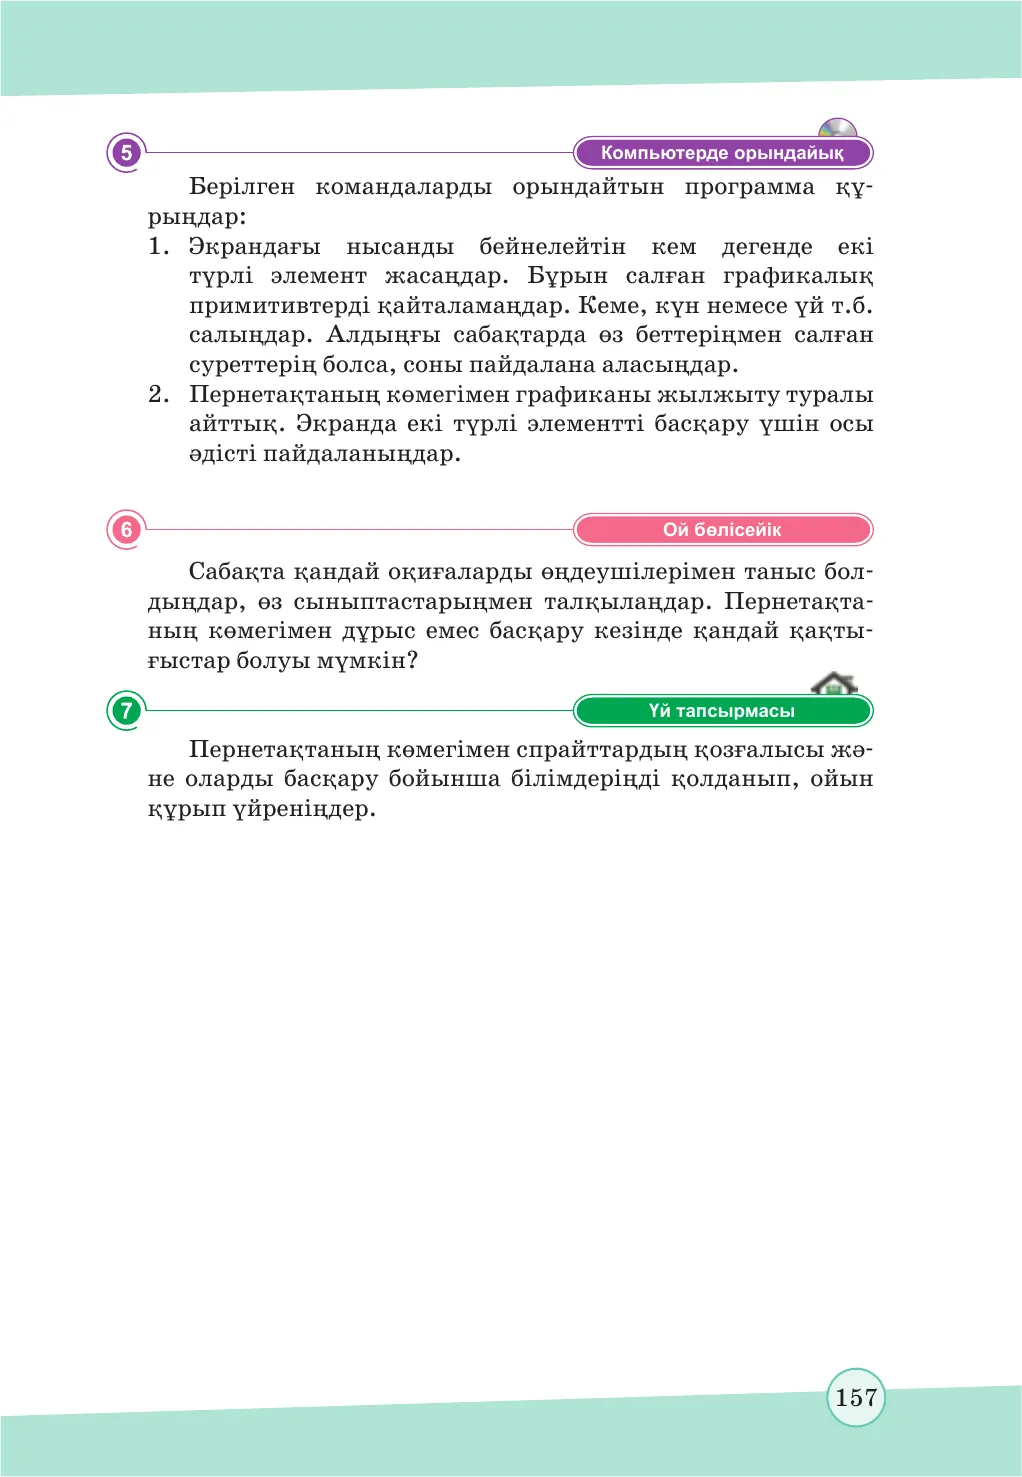 5
Компьютерде орындайық
Берілген командаларды орындайтын программа құ-
рыңдар:
1. Экрандағы нысанды бейнелейтін кем дегенде екі
түрлі элемент жасаңдар. Бұрын салған графикалық
примитивтерді қайталамаңдар. Кеме, күн немесе үй т.б.
салыңдар. Алдыңғы сабақтарда өз беттеріңмен салған
суреттерің болса, соны пайдалана аласыңдар.
2. Пернетақтаның көмегімен графиканы жылжыту туралы
айттық. Экранда екі түрлі элементті басқару үшін осы
әдісті пайдаланыңдар.
6
Ой бөлісейік
Сабақта қандай оқиғаларды өңдеушілерімен таныс бол-
дыңдар, өз сыныптастарыңмен талқылаңдар. Пернетақта-
ның көмегімен дұрыс емес басқару кезінде қандай қақты-
ғыстар болуы мүмкін?
7
Үй тапсырмасы
Пернетақтаның көмегімен спрайттардың қозғалысы жә-
не оларды басқару бойынша білімдеріңді қолданып, ойын
құрып үйреніңдер.
157